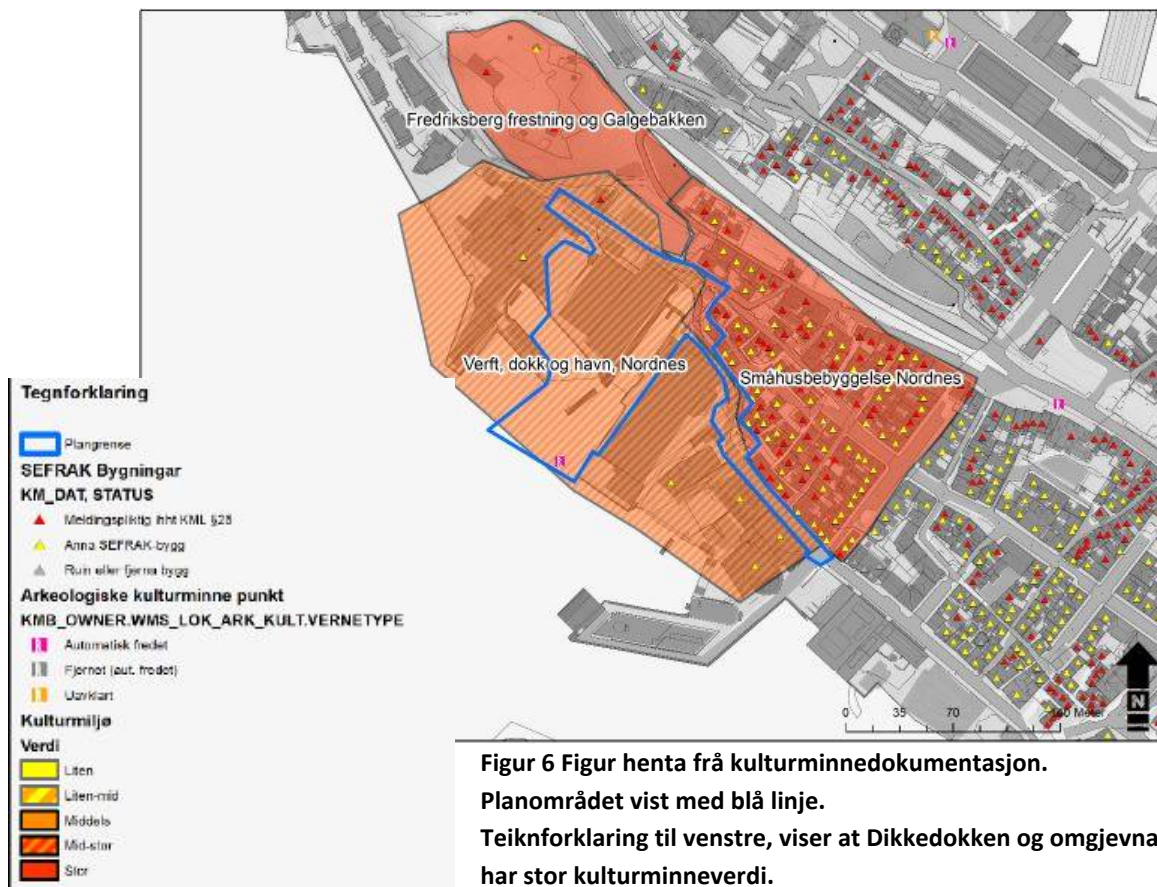 Fredriksberg frestning og Galgebakken
Verft, dokk og havn, Nordnes
Småhusbebyggelse Nordnes
0 35 70 140 Meter
N
Tegnforklaring
Plangrense
SEFRAK Bygningar
KM_DAT, STATUS
Meldingspliktig ihht KML §25
Anna SEFRAK-bygg
Ruin eller fjerna bygg
Arkeologiske kulturminne punkt
KMB_OWNER.WMS_LOK_ARK_KULT.VERNETYPE
Automatisk fredet
Fjernet (aut. fredet)
Uavklart
Kulturmiljø
Verdi
Liten
Liten-mid
Middels
Mid-stor
Stor
Figur 6 Figur henta frå kulturminnedokumentasjon.
Planområdet vist med blå linje.
Teiknforklaring til venstre, viser at Dikkedokken og omgjevna
har stor kulturminneverdi.